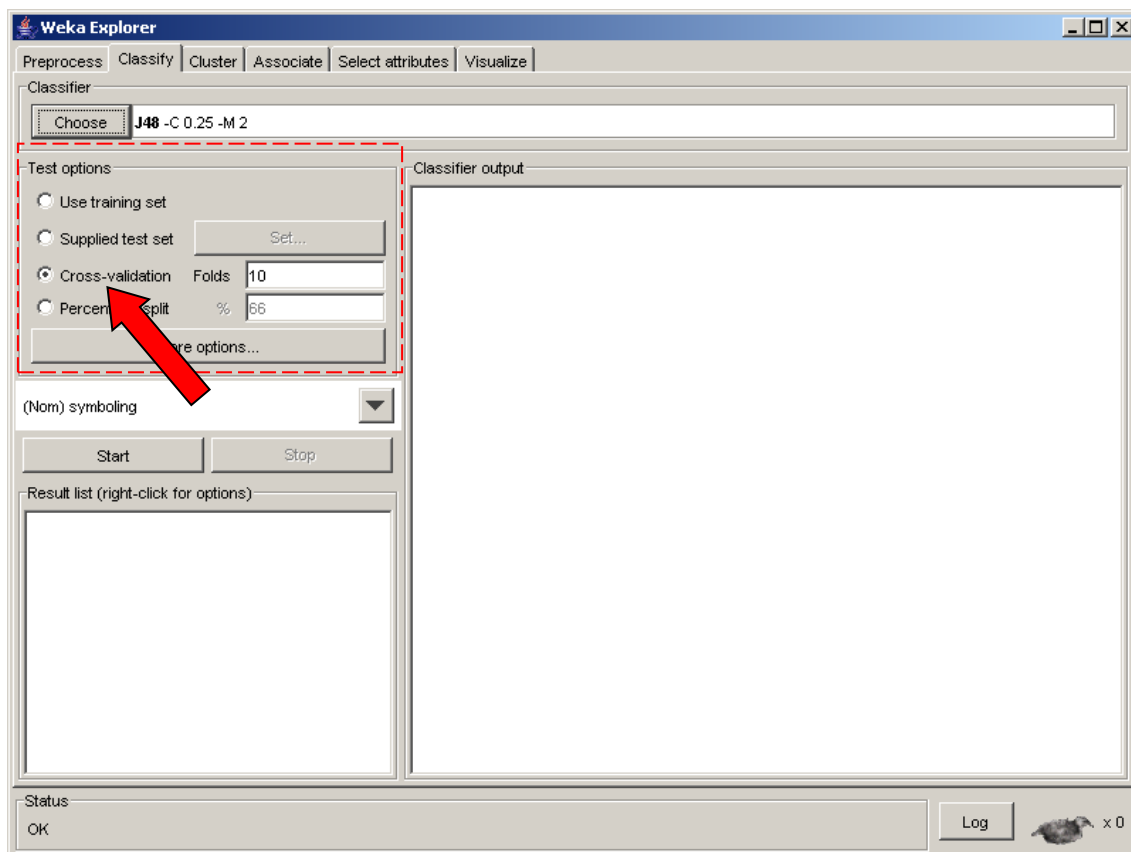 Weka Explorer
Preprocess Classify Cluster Associate Select attributes Visualize
Classifier
Choose J48 -C 0.25 -M 2
Test options
Use training set
Supplied test set Set...
Cross-validation Folds 10
split % 66
options...
(Nom) symboling
Start Stop
Result list (right-click for options)
Classifier output
Status
OK
Log x 0